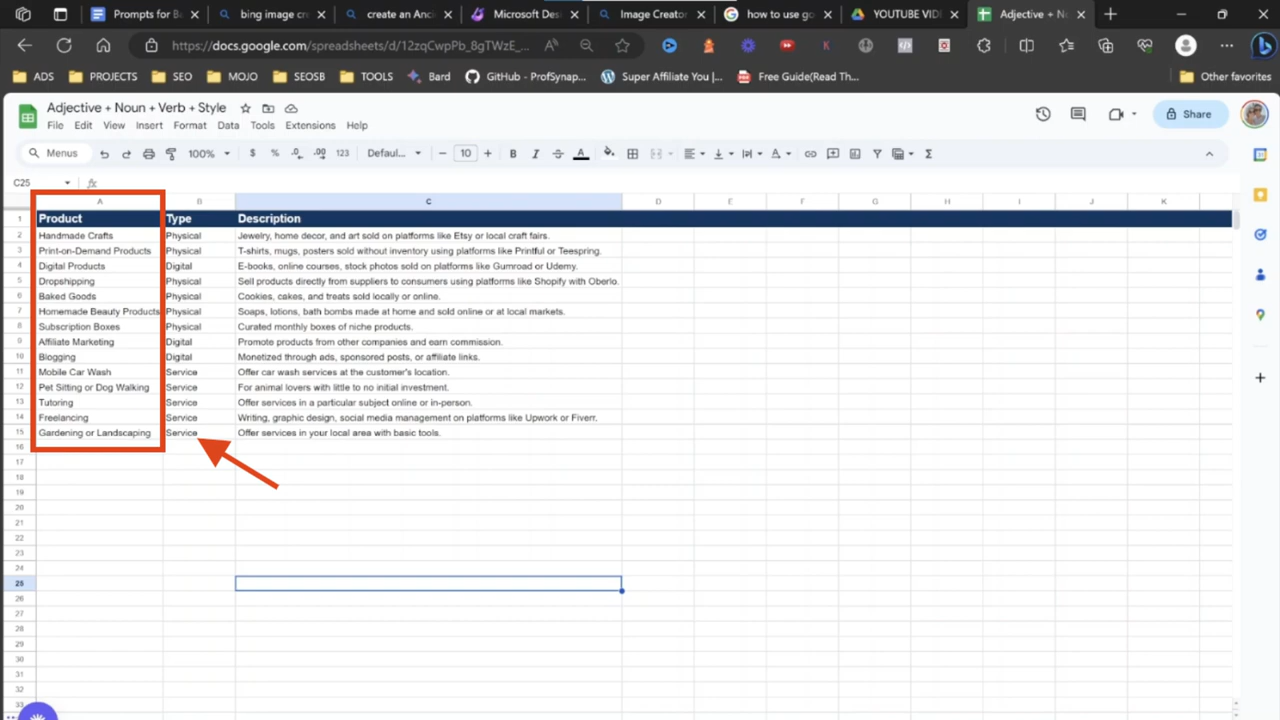 Prompts for B
bing image cr
create an Anci
Microsoft Desi
Image Creator
how to use go
YOUTUBE VID
Adjective + N
https://docs.google.com/spreadsheets/d/12zqCwpPb_8gTWzE_...
ADS
PROJECTS
SEO
MOJO
SEOSB
TOOLS
Bard
GitHub - ProfSynap...
Super Affiliate You |...
Free Guide(Read Th...
Other favorites
Adjective + Noun + Verb + Style
File Edit View Insert Format Data Tools Extensions Help
Share
Menus 100% $ % .0 .00 123 Defaul... 10 B I A
C25 fx
A B C D E F G H I J K
1 Product Type Description
2 Handmade Crafts Physical Jewelry, home decor, and art sold on platforms like Etsy or local craft fairs.
3 Print-on-Demand Products Physical T-shirts, mugs, posters sold without inventory using platforms like Printful or Teespring.
4 Digital Products Digital E-books, online courses, stock photos sold on platforms like Gumroad or Udemy.
5 Dropshipping Physical Sell products directly from suppliers to consumers using platforms like Shopify with Oberlo.
6 Baked Goods Physical Cookies, cakes, and treats sold locally or online.
7 Homemade Beauty Products Physical Soaps, lotions, bath bombs made at home and sold online or at local markets.
8 Subscription Boxes Physical Curated monthly boxes of niche products.
9 Affiliate Marketing Digital Promote products from other companies and earn commission.
10 Blogging Digital Monetized through ads, sponsored posts, or affiliate links.
11 Mobile Car Wash Service Offer car wash services at the customer's location.
12 Pet Sitting or Dog Walking Service For animal lovers with little to no initial investment.
13 Tutoring Service Offer services in a particular subject online or in-person.
14 Freelancing Service Writing, graphic design, social media management on platforms like Upwork or Fiverr.
15 Gardening or Landscaping Service Offer services in your local area with basic tools.
16
17
18
19
20
21
22
23
24
25
26
27
28
29
30
31
32
33